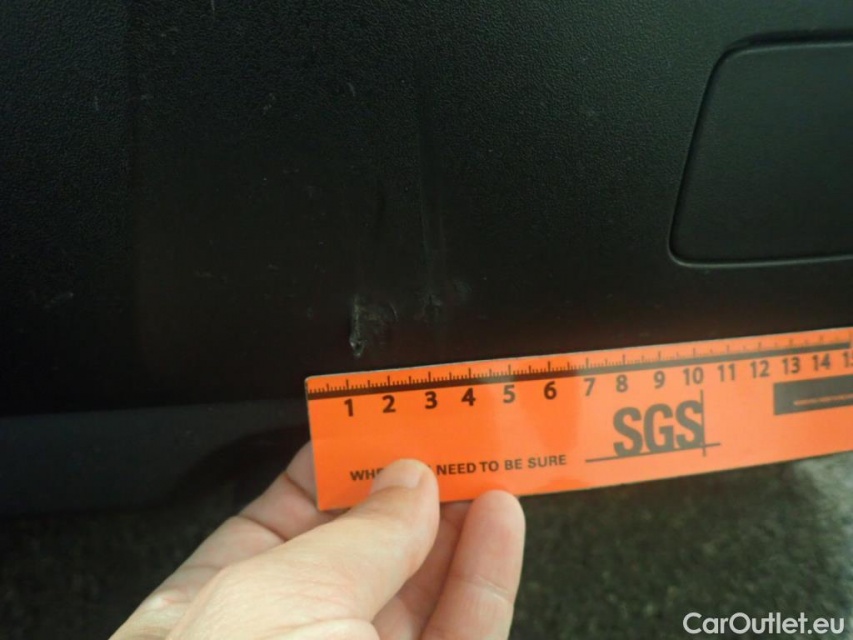 1 2 3 4 5 6 7 8 9 10 11 12 13 14
SGS
NEED TO BE SURE
CarOutlet.eu